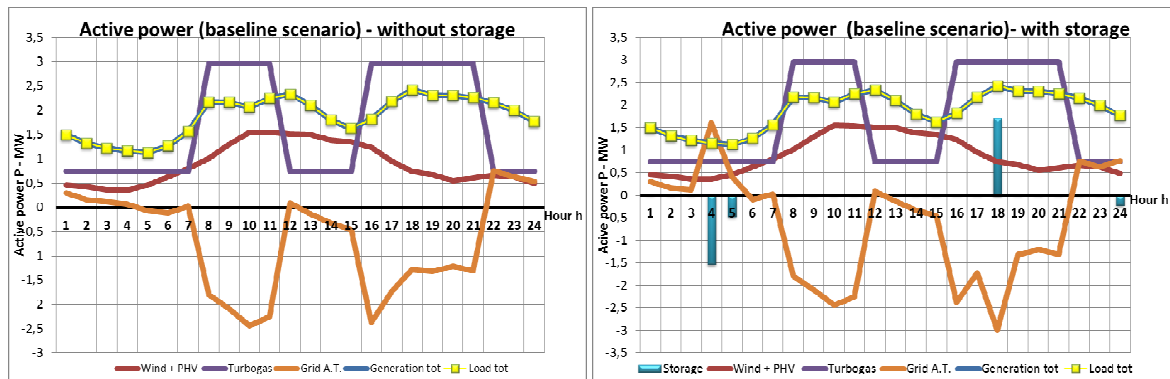 Active power (baseline scenario) - without storage
3,5
3
2,5
2
1,5
1
0,5
0
0,5
1
1,5
2
2,5
3
Active power P - MW
1 2 3 4 5 6 7 8 9 10 11 12 13 14 15 16 17 18 19 20 21 22 23 24
Hour h
Wind + PHV Turbogas Grid A.T. Generation tot Load tot
Active power (baseline scenario)- with storage
3,5
3
2,5
2
1,5
1
0,5
0
-0,5
-1
-1,5
-2
-2,5
-3
-3,5
Acive power P- MW
1 2 3 4 5 6 7 8 9 10 11 12 13 14 15 16 17 18 19 20 21 22 23 24
Hour h
Storage Wind + PHV Turbogas Grid A.T. Generation tot Load tot